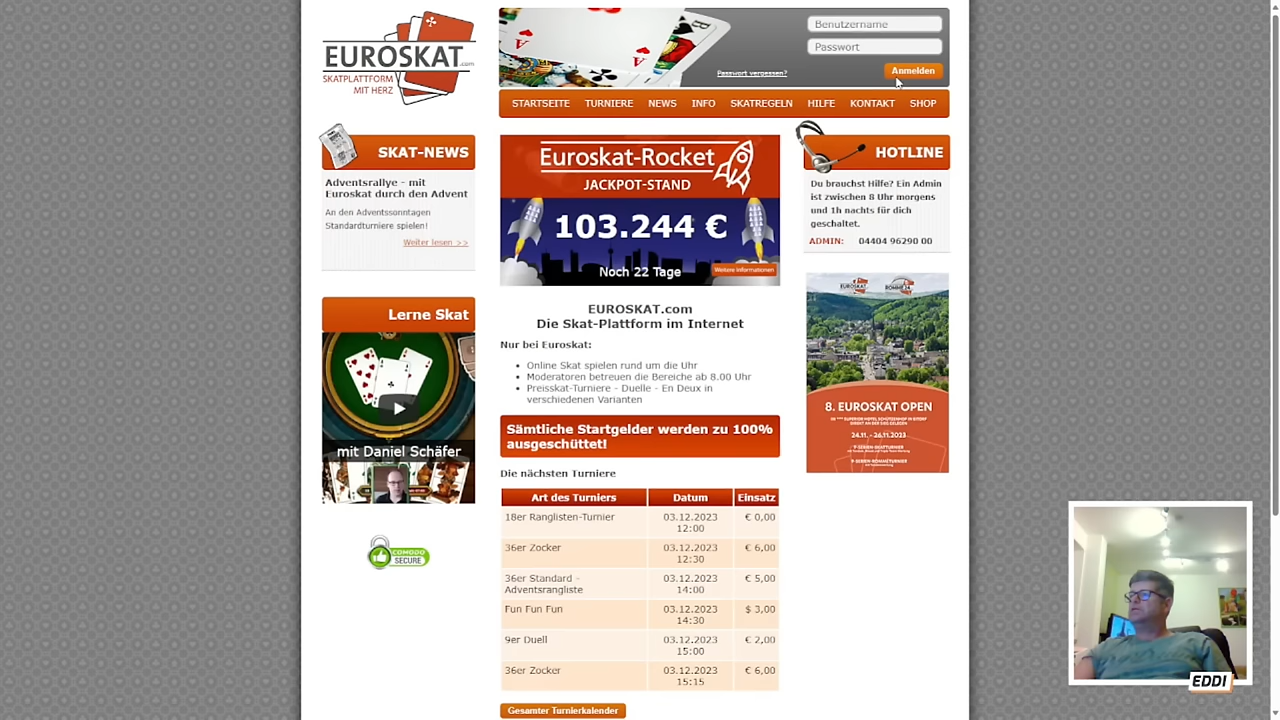 EUROSKAT.com
SKATPLATTFORM
MIT HERZ
Benutzername
Passwort
Passwort vergessen?
Anmelden
STARTSEITE TURNIERE NEWS INFO SKATREGELN HILFE KONTAKT SHOP
SKAT-NEWS
Adventsrallye - mit
Euroskat durch den Advent
An den Adventssonntagen
Standardturniere spielen!
Weiter lesen >>
Lerne Skat
mit Daniel Schäfer
COMODO
SECURE
Euroskat-Rocket
JACKPOT-STAND
103.244 €
Noch 22 Tage
Weitere Informationen
EUROSKAT.com
Die Skat-Plattform im Internet
Nur bei Euroskat:
Online Skat spielen rund um die Uhr
Moderatoren betreuen die Bereiche ab 8.00 Uhr
Preisskat-Turniere - Duelle - En Deux in
verschiedenen Varianten
Sämtliche Startgelder werden zu 100%
ausgeschüttet!
Die nächsten Turniere
Art des Turniers Datum Einsatz
18er Ranglisten-Turnier 03.12.2023 € 0,00
12:00
36er Zocker 03.12.2023 € 6,00
12:30
36er Standard - 03.12.2023 € 5,00
Adventsrangliste 14:00
Fun Fun Fun 03.12.2023 $ 3,00
14:30
9er Duell 03.12.2023 € 2,00
15:00
36er Zocker 03.12.2023 € 6,00
15:15
Gesamter Turnierkalender
HOTLINE
Du brauchst Hilfe? Ein Admin
ist zwischen 8 Uhr morgens
und 1h nachts für dich
geschaltet.
ADMIN: 04404 96290 00
8. EUROSKAT OPEN
24.11. - 26.11.2023
EDDI